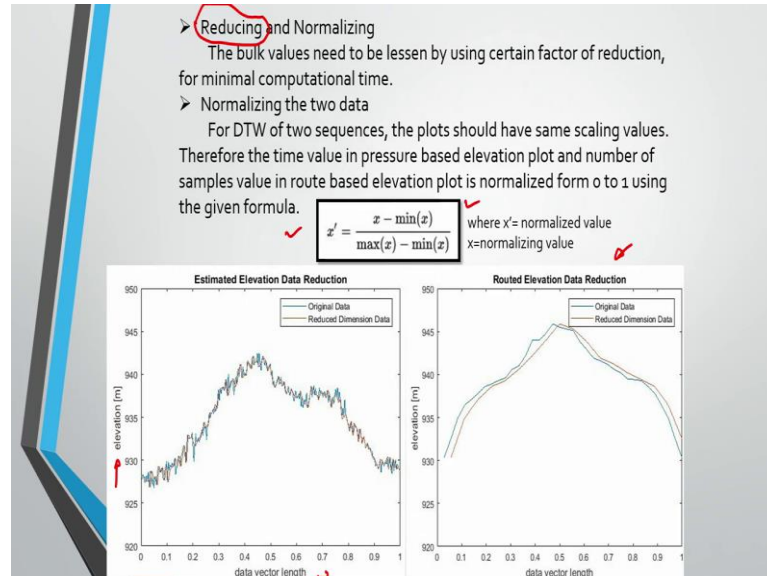 ➢ Reducing and Normalizing
The bulk values need to be lessen by using certain factor of reduction,
for minimal computational time.
➢ Normalizing the two data
For DTW of two sequences, the plots should have same scaling values.
Therefore the time value in pressure based elevation plot and number of
samples value in route based elevation plot is normalized form 0 to 1 using
the given formula.
x' = (x − min(x)) / (max(x) − min(x))
where x'= normalized value
x=normalizing value
Estimated Elevation Data Reduction
Original Data
Reduced Dimension Data
elevation [m]
950
945
940
935
930
925
920
0 0.1 0.2 0.3 0.4 0.5 0.6 0.7 0.8 0.9 1
data vector length
Routed Elevation Data Reduction
Original Data
Reduced Dimension Data
elevation [m]
950
945
940
935
930
925
920
0 0.1 0.2 0.3 0.4 0.5 0.6 0.7 0.8 0.9 1
data vector length